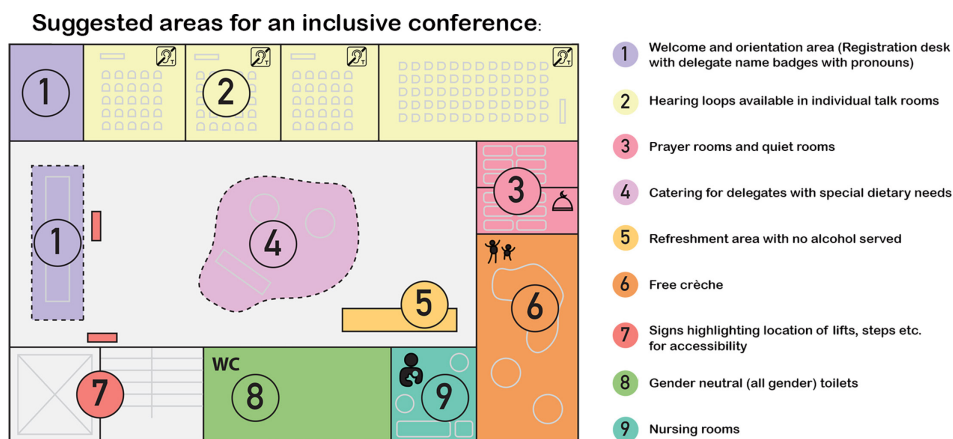 Suggested areas for an inclusive conference:
1
2
T
T
T
T
1
3
4
5
6
7
WC
8
9
1 Welcome and orientation area (Registration desk
with delegate name badges with pronouns)
2 Hearing loops available in individual talk rooms
3 Prayer rooms and quiet rooms
4 Catering for delegates with special dietary needs
5 Refreshment area with no alcohol served
6 Free crèche
7 Signs highlighting location of lifts, steps etc.
for accessibility
8 Gender neutral (all gender) toilets
9 Nursing rooms